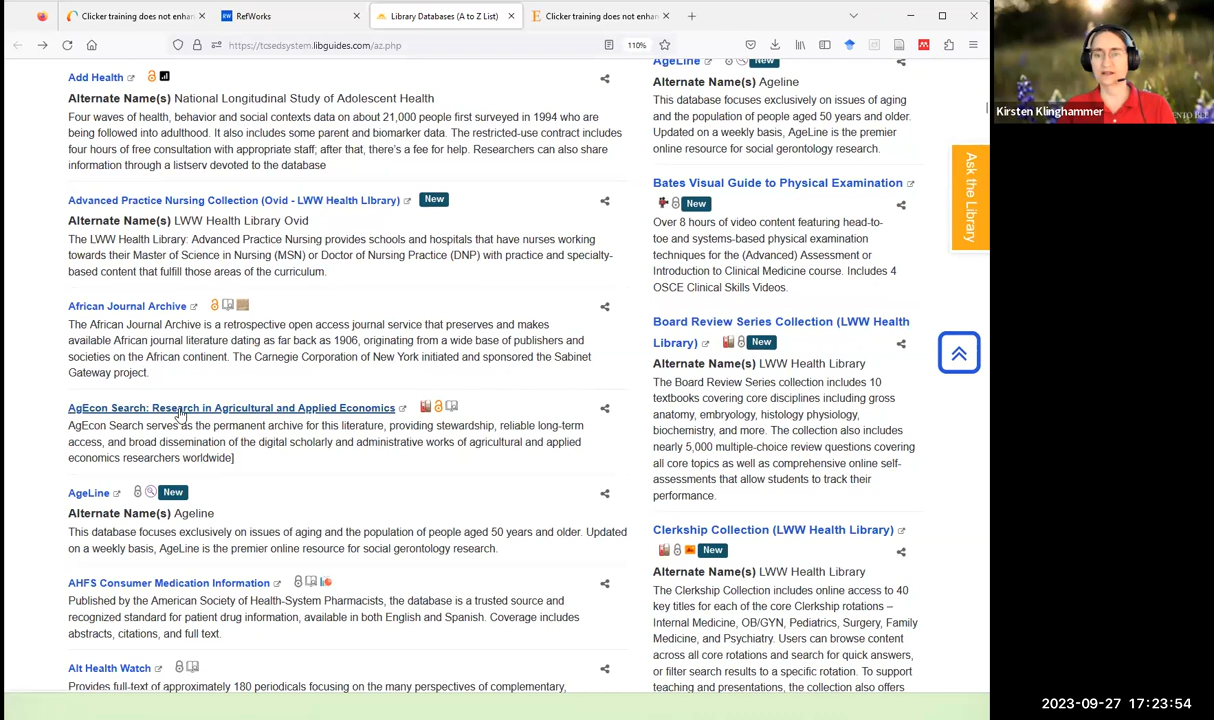 Clicker training does not enhan
RefWorks
Library Databases (A to Z List)
Clicker training does not enhan
https://tcsedsystem.libguides.com/az.php
110%
Add Health
Alternate Name(s) National Longitudinal Study of Adolescent Health
Four waves of health, behavior and social contexts data on about 21,000 people first surveyed in 1994 who are
being followed into adulthood. It also includes some parent and biomarker data. The restricted-use contract includes
four hours of free consultation with appropriate staff; after that, there's a fee for help. Researchers can also share
information through a listserv devoted to the database
Advanced Practice Nursing Collection (Ovid - LWW Health LIbrary)
New
Alternate Name(s) LWW Health Library Ovid
The LWW Health Library: Advanced Practice Nursing provides schools and hospitals that have nurses working
towards their Master of Science in Nursing (MSN) or Doctor of Nursing Practice (DNP) with practice and specialty-
based content that fulfill those areas of the curriculum.
African Journal Archive
The African Journal Archive is a retrospective open access journal service that preserves and makes
available African journal literature dating as far back as 1906, originating from a wide base of publishers and
societies on the African continent. The Carnegie Corporation of New York initiated and sponsored the Sabinet
Gateway project.
AgEcon Search: Research in Agricultural and Applied Economics
AgEcon Search serves as the permanent archive for this literature, providing stewardship, reliable long-term
access, and broad dissemination of the digital scholarly and administrative works of agricultural and applied
economics researchers worldwide]
AgeLine
New
Alternate Name(s) Ageline
This database focuses exclusively on issues of aging and the population of people aged 50 years and older. Updated
on a weekly basis, AgeLine is the premier online resource for social gerontology research.
AHFS Consumer Medication Information
Published by the American Society of Health-System Pharmacists, the database is a trusted source and
recognized standard for patient drug information, available in both English and Spanish. Coverage includes
abstracts, citations, and full text.
Alt Health Watch
Provides full-text of approximately 180 periodicals focusing on the many perspectives of complementary,
AgeLine
New
Alternate Name(s) Ageline
This database focuses exclusively on issues of aging
and the population of people aged 50 years and older.
Updated on a weekly basis, AgeLine is the premier
online resource for social gerontology research.
Bates Visual Guide to Physical Examination
New
Over 8 hours of video content featuring head-to-
toe and systems-based physical examination
techniques for the (Advanced) Assessment or
Introduction to Clinical Medicine course. Includes 4
OSCE Clinical Skills Videos.
Board Review Series Collection (LWW Health
Library)
New
Alternate Name(s) LWW Health Library
The Board Review Series collection includes 10
textbooks covering core disciplines including gross
anatomy, embryology, histology physiology,
biochemistry, and more. The collection also includes
nearly 5,000 multiple-choice review questions covering
all core topics as well as comprehensive online self-
assessments that allow students to track their
performance.
Clerkship Collection (LWW Health Library)
New
Alternate Name(s) LWW Health Library
The Clerkship Collection includes online access to 40
key titles for each of the core Clerkship rotations –
Internal Medicine, OB/GYN, Pediatrics, Surgery, Family
Medicine, and Psychiatry. Users can browse content
across all core rotations and search for quick answers,
or filter search results to a specific rotation. To support
teaching and presentations, the collection also offers
Ask the Library
Kirsten Klinghammer
2023-09-27 17:23:54